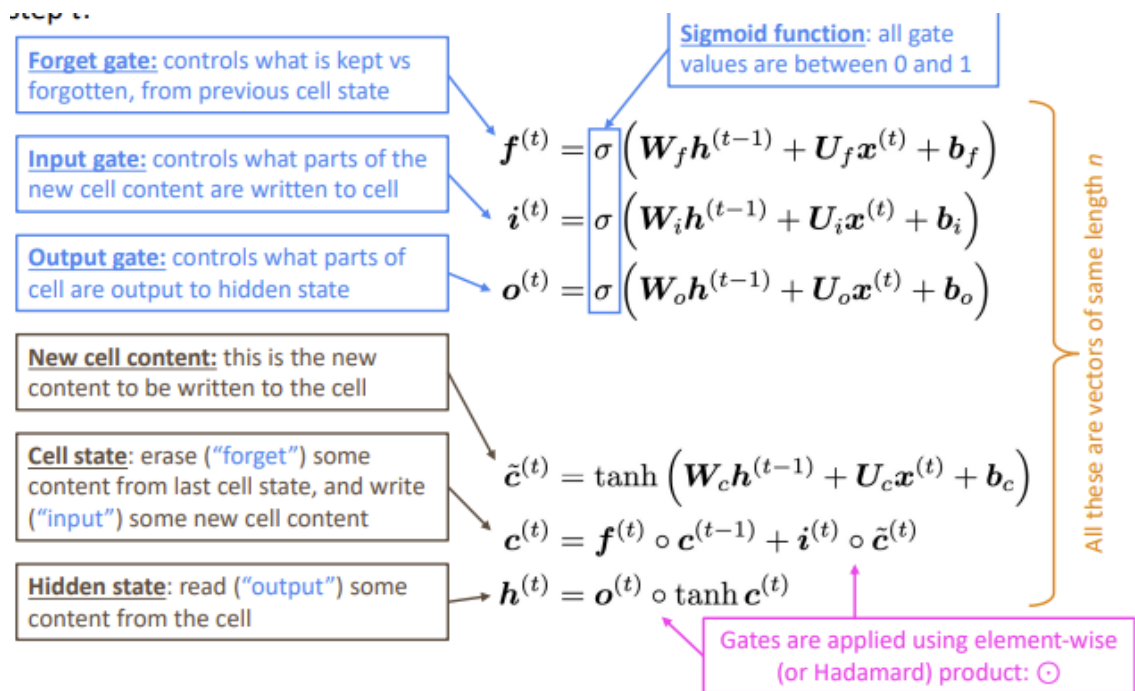 step t:
Sigmoid function: all gate
values are between 0 and 1
Forget gate: controls what is kept vs
forgotten, from previous cell state
f^(t) = σ(W_f h^(t−1) + U_f x^(t) + b_f)
Input gate: controls what parts of the
new cell content are written to cell
i^(t) = σ(W_i h^(t−1) + U_i x^(t) + b_i)
Output gate: controls what parts of
cell are output to hidden state
o^(t) = σ(W_o h^(t−1) + U_o x^(t) + b_o)
New cell content: this is the new
content to be written to the cell
c̃^(t) = tanh(W_c h^(t−1) + U_c x^(t) + b_c)
Cell state: erase (“forget”) some
content from last cell state, and write
(“input”) some new cell content
c^(t) = f^(t) ∘ c^(t−1) + i^(t) ∘ c̃^(t)
Hidden state: read (“output”) some
content from the cell
h^(t) = o^(t) ∘ tanh c^(t)
Gates are applied using element-wise
(or Hadamard) product: ⊙
All these are vectors of same length n